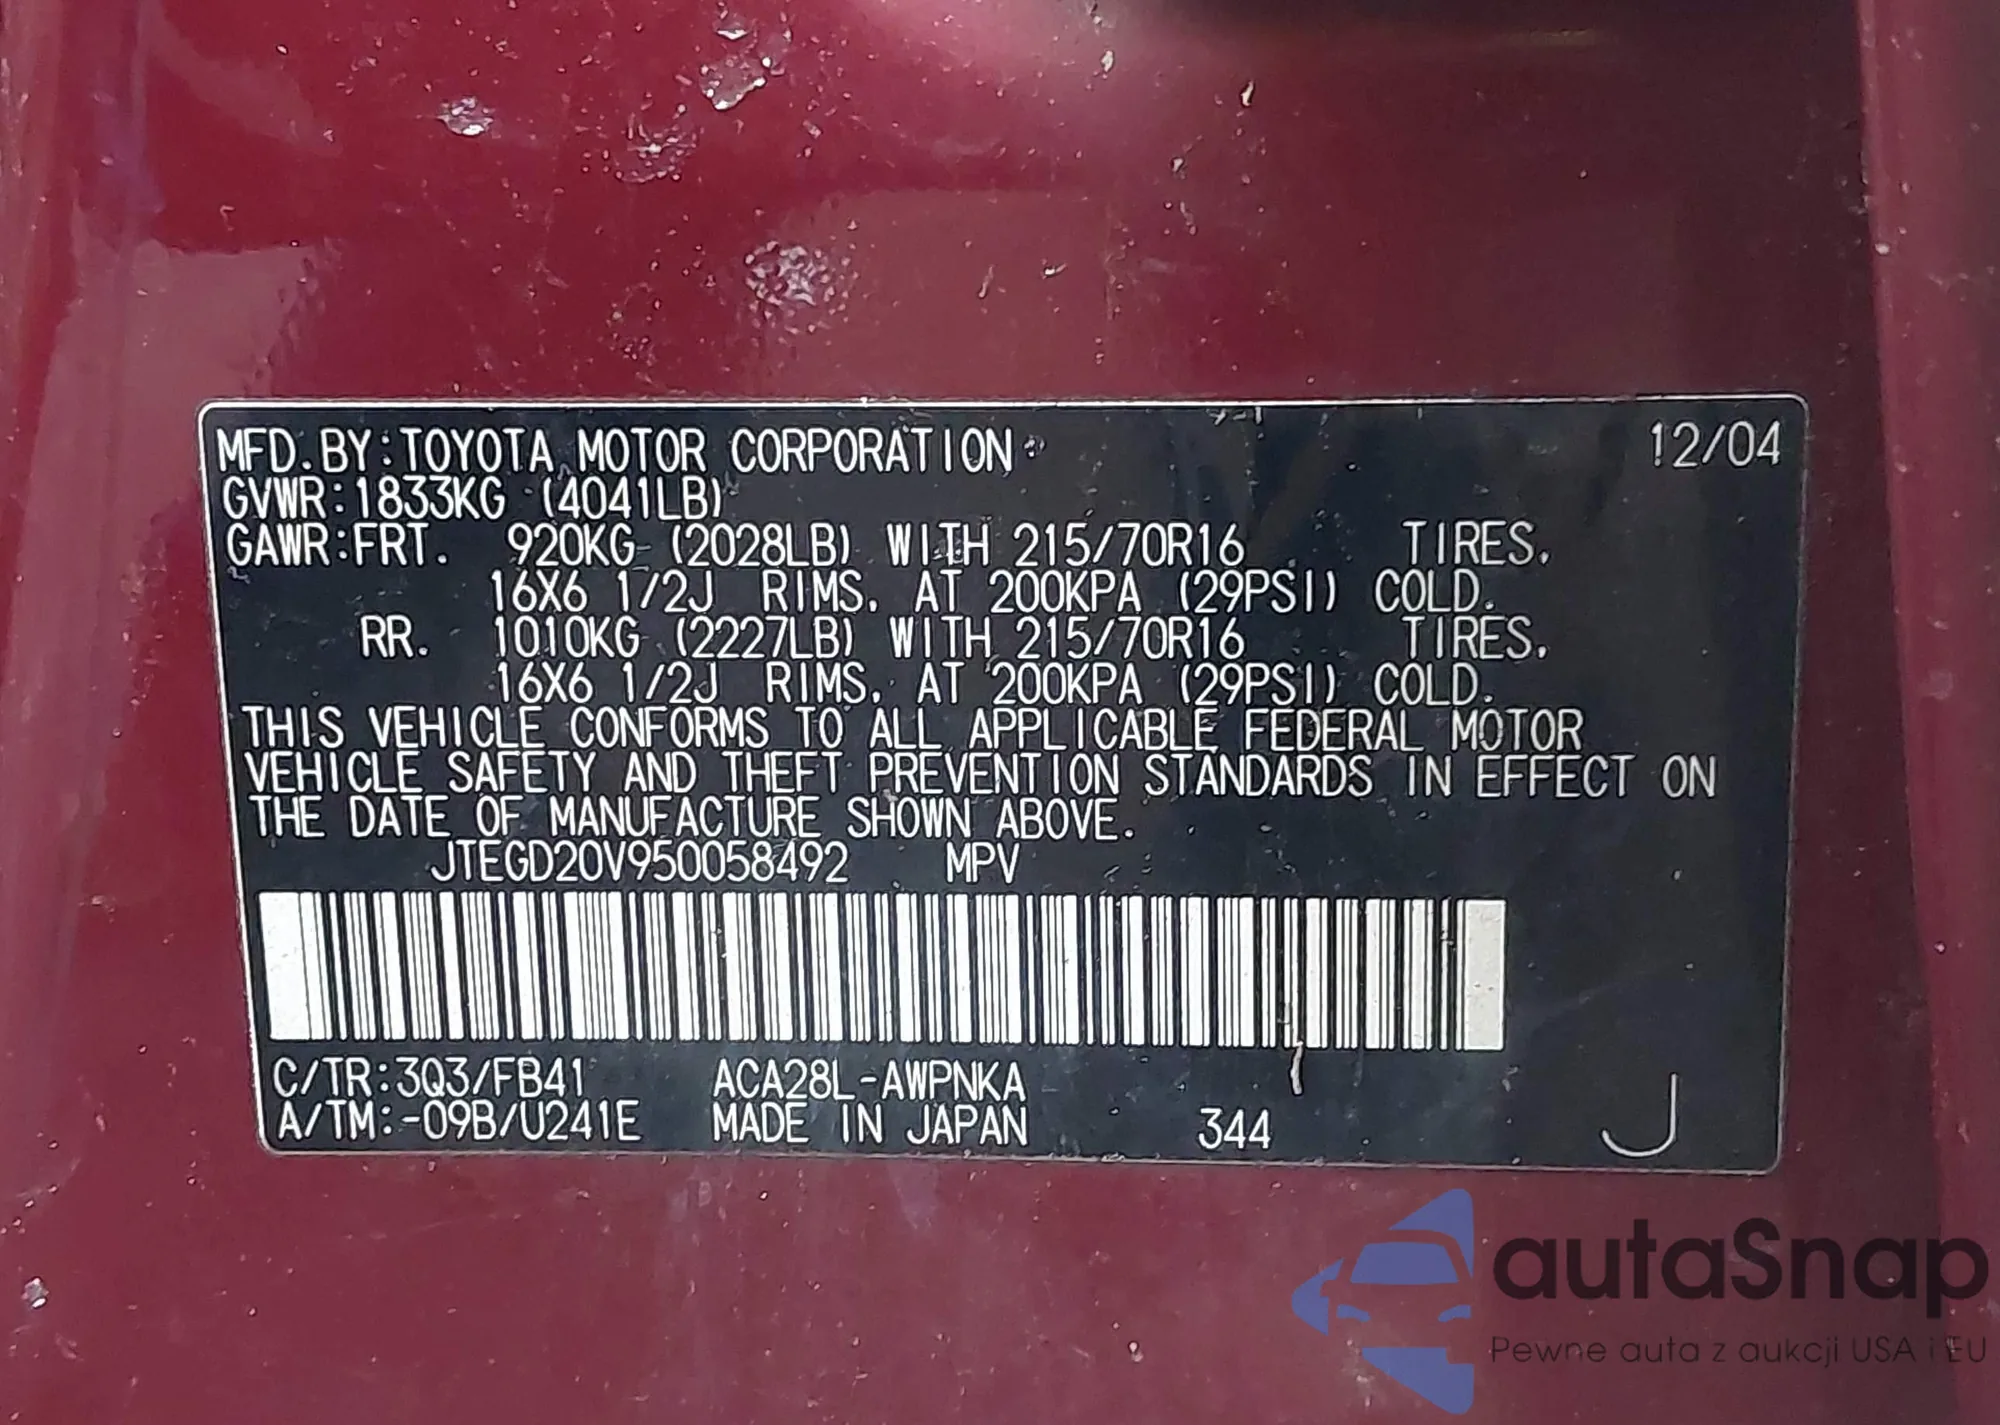 MFD.BY:TOYOTA MOTOR CORPORATION 12/04
GVWR:1833KG (4041LB)
GAWR:FRT. 920KG (2028LB) WITH 215/70R16 TIRES,
16X6 1/2J RIMS, AT 200KPA (29PSI) COLD.
RR. 1010KG (2227LB) WITH 215/70R16 TIRES,
16X6 1/2J RIMS, AT 200KPA (29PSI) COLD.
THIS VEHICLE CONFORMS TO ALL APPLICABLE FEDERAL MOTOR
VEHICLE SAFETY AND THEFT PREVENTION STANDARDS IN EFFECT ON
THE DATE OF MANUFACTURE SHOWN ABOVE.
JTEGD20V950058492 MPV
C/TR:3Q3/FB41 ACA28L-AWPNKA
A/TM:-09B/U241E MADE IN JAPAN 344 J
autaSnap
Pewne auta z aukcji USA i EU